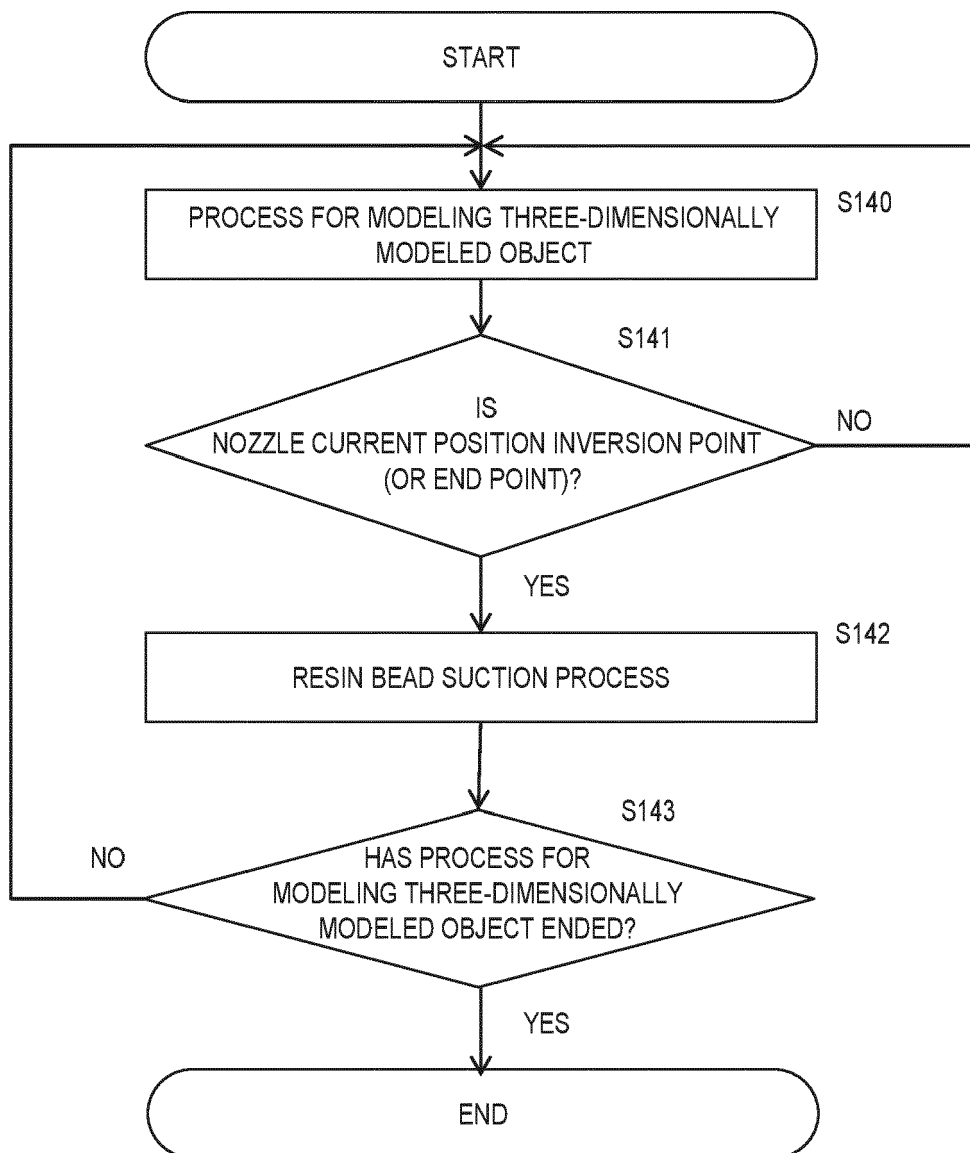 START
S140
PROCESS FOR MODELING THREE-DIMENSIONALLY
MODELED OBJECT
S141
IS
NOZZLE CURRENT POSITION INVERSION POINT
(OR END POINT)?
NO
YES
S142
RESIN BEAD SUCTION PROCESS
S143
NO
HAS PROCESS FOR
MODELING THREE-DIMENSIONALLY
MODELED OBJECT ENDED?
YES
END